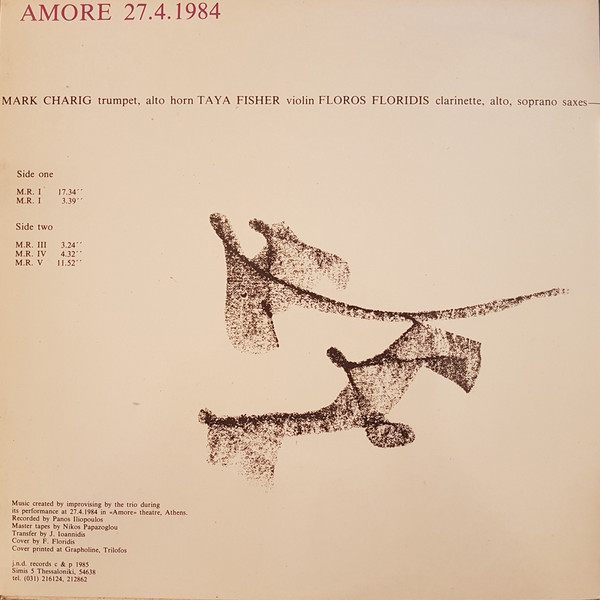 AMORE 27.4.1984
MARK CHARIG trumpet, alto horn TAYA FISHER violin FLOROS FLORIDIS clarinette, alto, soprano saxes—
Side one
M.R. I 17.34´´
M.R. I 3.39´´
Side two
M.R. III 3.24´´
M.R. IV 4.32´´
M.R. V 11.52´´
Music created by improvising by the trio during
its performance at 27.4.1984 in «Amore» theatre, Athens.
Recorded by Panos Iliopoulos
Master tapes by Nikos Papazoglou
Transfer by J. Ioannidis
Cover by F. Floridis
Cover printed at Grapholine, Trilofos
j.n.d. records c & p 1985
Simis 5 Thessaloniki, 54638
tel. (031) 216124, 212862